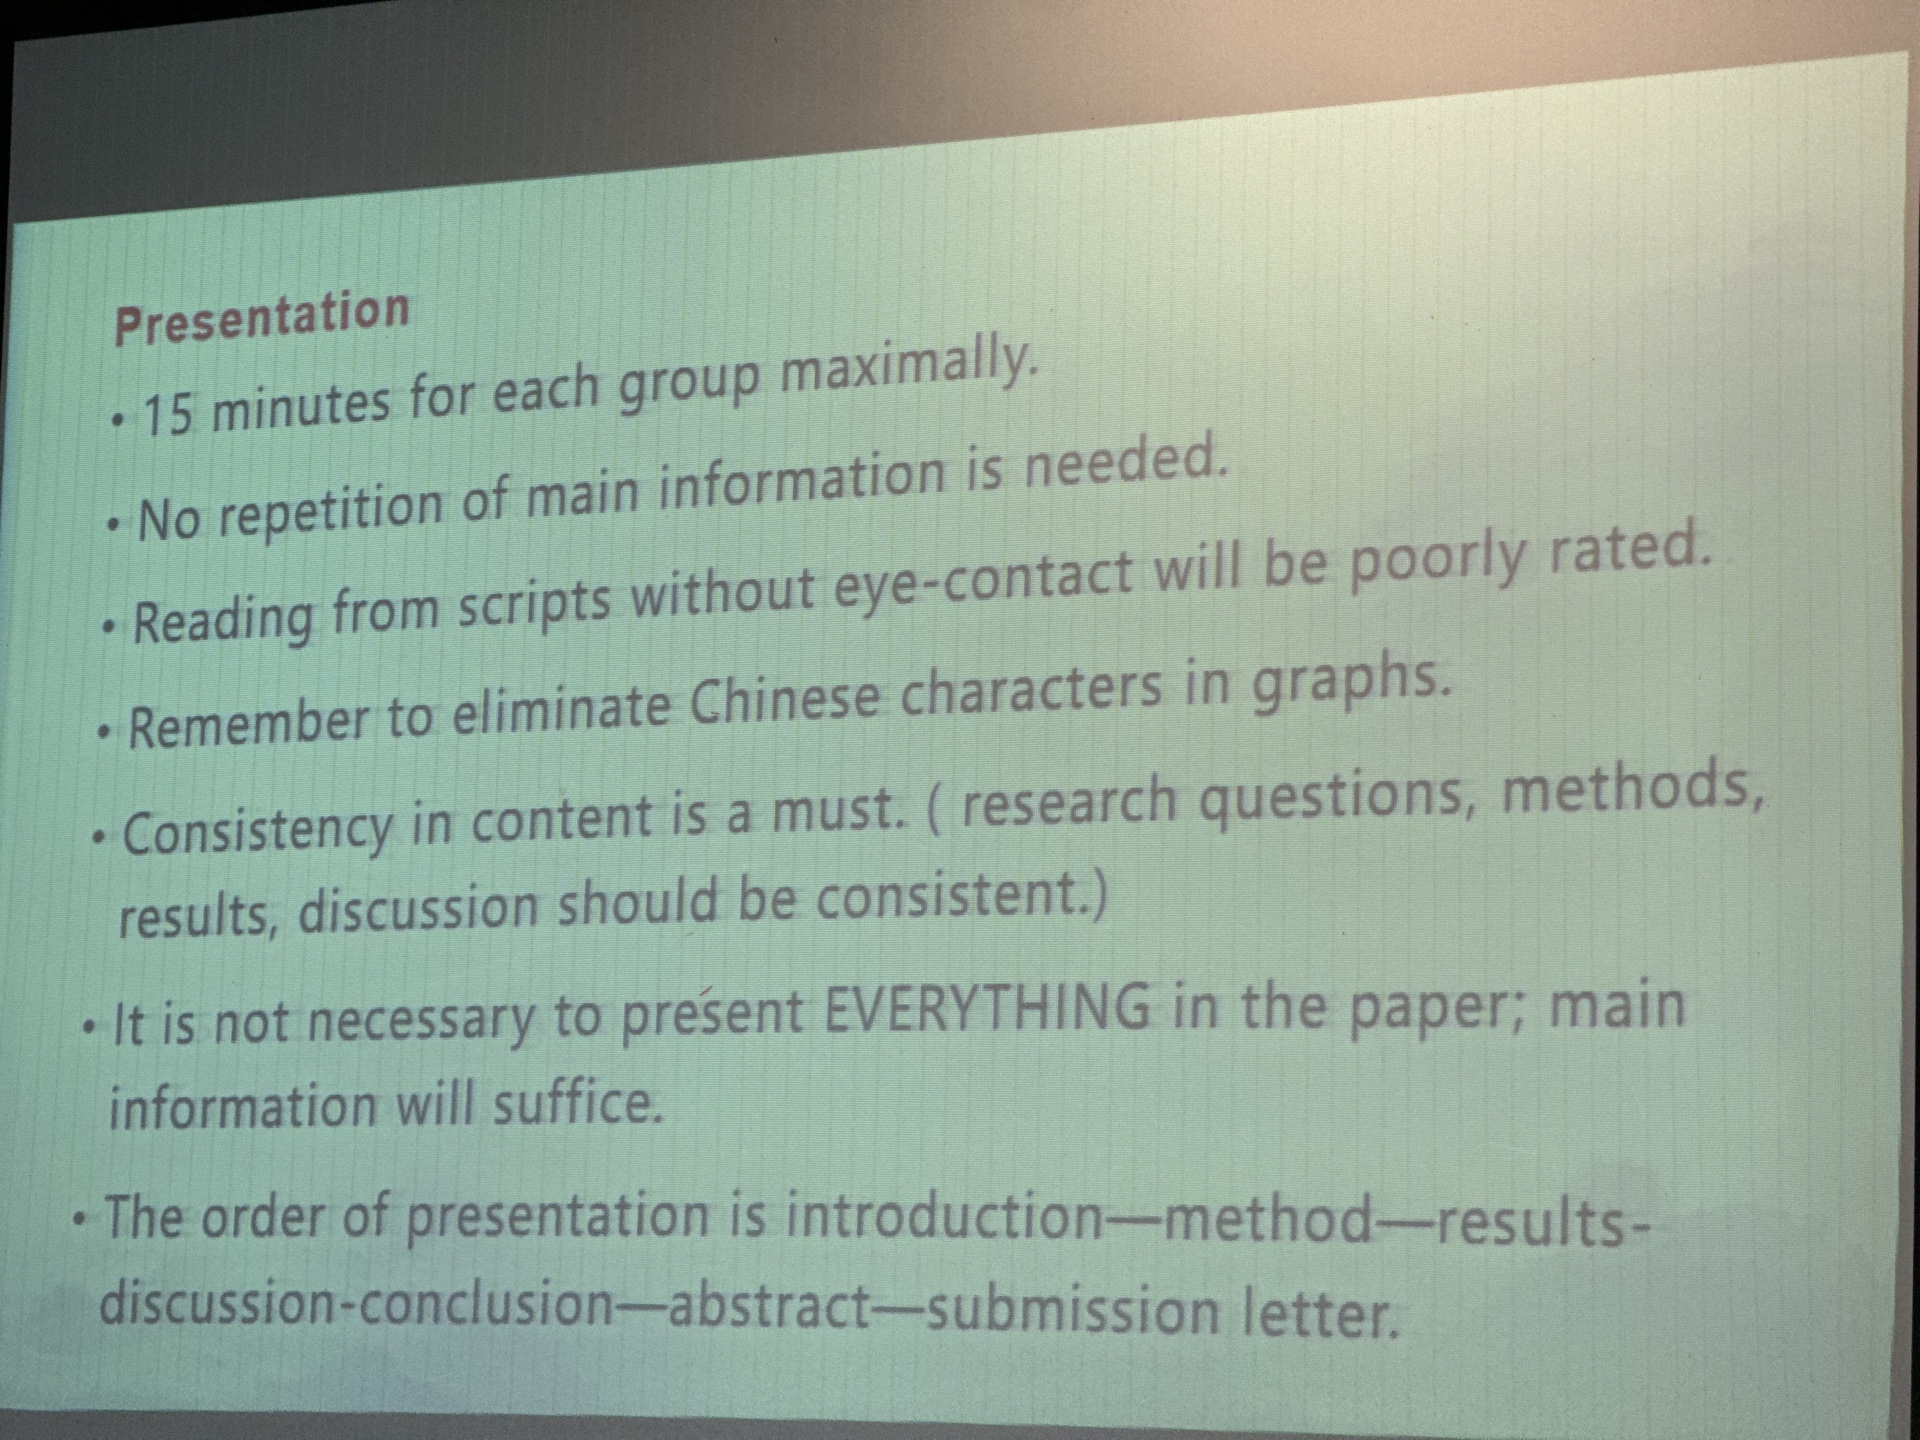 Presentation
• 15 minutes for each group maximally.
• No repetition of main information is needed.
• Reading from scripts without eye-contact will be poorly rated.
• Remember to eliminate Chinese characters in graphs.
• Consistency in content is a must. ( research questions, methods,
results, discussion should be consistent.)
• It is not necessary to present EVERYTHING in the paper; main
information will suffice.
• The order of presentation is introduction—method—results-
discussion-conclusion—abstract—submission letter.